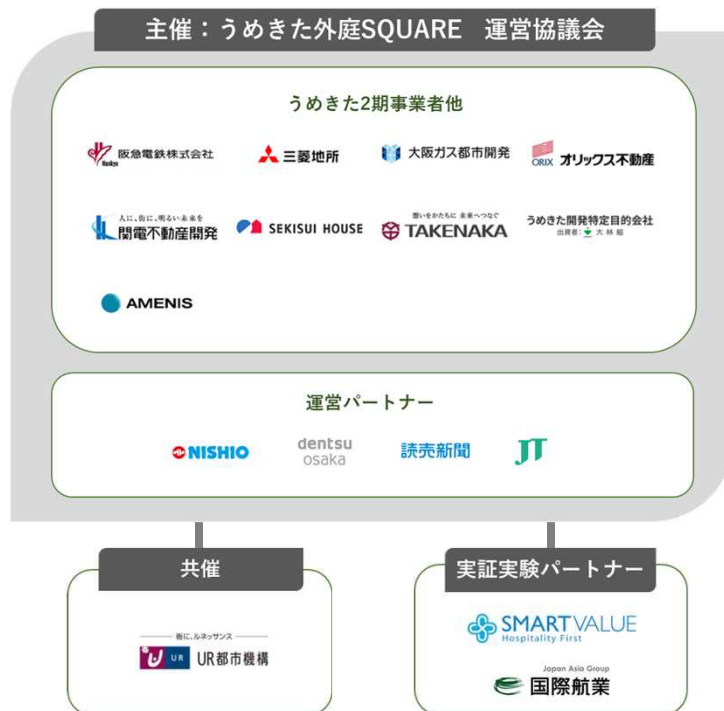 主催：うめきた外庭SQUARE 運営協議会
うめきた2期事業者他
Hankyu 阪急電鉄株式会社
三菱地所
大阪ガス都市開発
ORIX オリックス不動産
人に、街に、明るい未来を
関電不動産開発
SEKISUI HOUSE
想いをかたちに 未来へつなぐ
TAKENAKA
うめきた開発特定目的会社
出資者: 大林組
AMENIS
運営パートナー
NISHIO
dentsu
osaka
読売新聞
JT
共催
街に、ルネッサンス
UR UR都市機構
実証実験パートナー
SMARTVALUE
Hospitality First
Japan Asia Group
国際航業